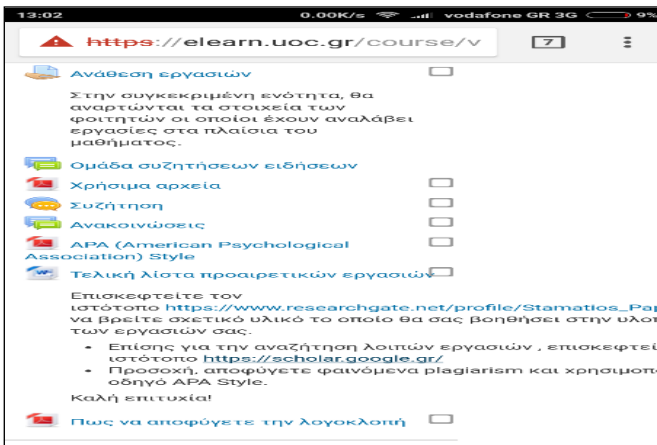 13:02 0.00K/s vodafone GR 3G 9%
https://elearn.uoc.gr/course/v 7
Ανάθεση εργασιών
Στην συγκεκριμένη ενότητα, θα
αναρτώνται τα στοιχεία των
φοιτητών οι οποίοι έχουν αναλάβει
εργασίες στα πλαίσια του
μαθήματος.
Ομάδα συζητήσεων ειδήσεων
Χρήσιμα αρχεία
Συζήτηση
Ανακοινώσεις
APA (American Psychological
Association) Style
Τελική λίστα προαιρετικών εργασιών
Επισκεφτείτε τον
ιστότοπο https://www.researchgate.net/profile/Stamatios_Pap
να βρείτε σχετικό υλικό το οποίο θα σας βοηθήσει στην υλοπ
των εργασιών σας.
• Επίσης για την αναζήτηση λοιπών εργασιών , επισκεφτεί
ιστότοπο https://scholar.google.gr/
• Προσοχή, αποφύγετε φαινόμενα plagiarism και χρησιμοπ
οδηγό APA Style.
Καλή επιτυχία!
Πως να αποφύγετε την λογοκλοπή